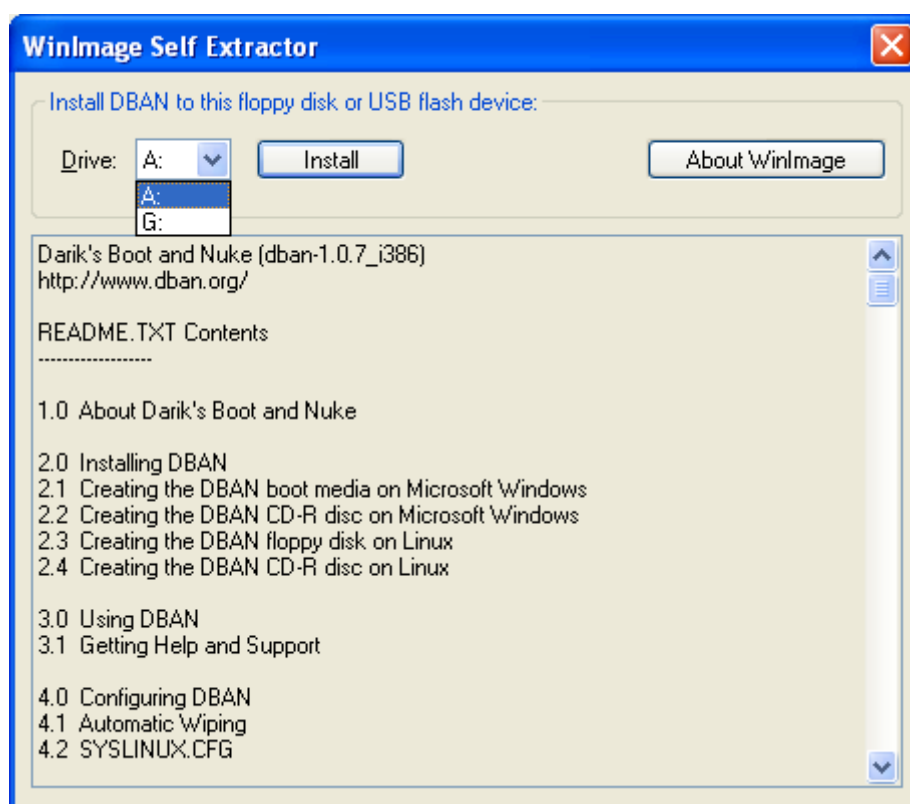 WinImage Self Extractor
Install DBAN to this floppy disk or USB flash device:
Drive: A: Install About WinImage
A:
G:
Darik's Boot and Nuke (dban-1.0.7_i386)
http://www.dban.org/
README.TXT Contents
-------------------
1.0 About Darik's Boot and Nuke
2.0 Installing DBAN
2.1 Creating the DBAN boot media on Microsoft Windows
2.2 Creating the DBAN CD-R disc on Microsoft Windows
2.3 Creating the DBAN floppy disk on Linux
2.4 Creating the DBAN CD-R disc on Linux
3.0 Using DBAN
3.1 Getting Help and Support
4.0 Configuring DBAN
4.1 Automatic Wiping
4.2 SYSLINUX.CFG